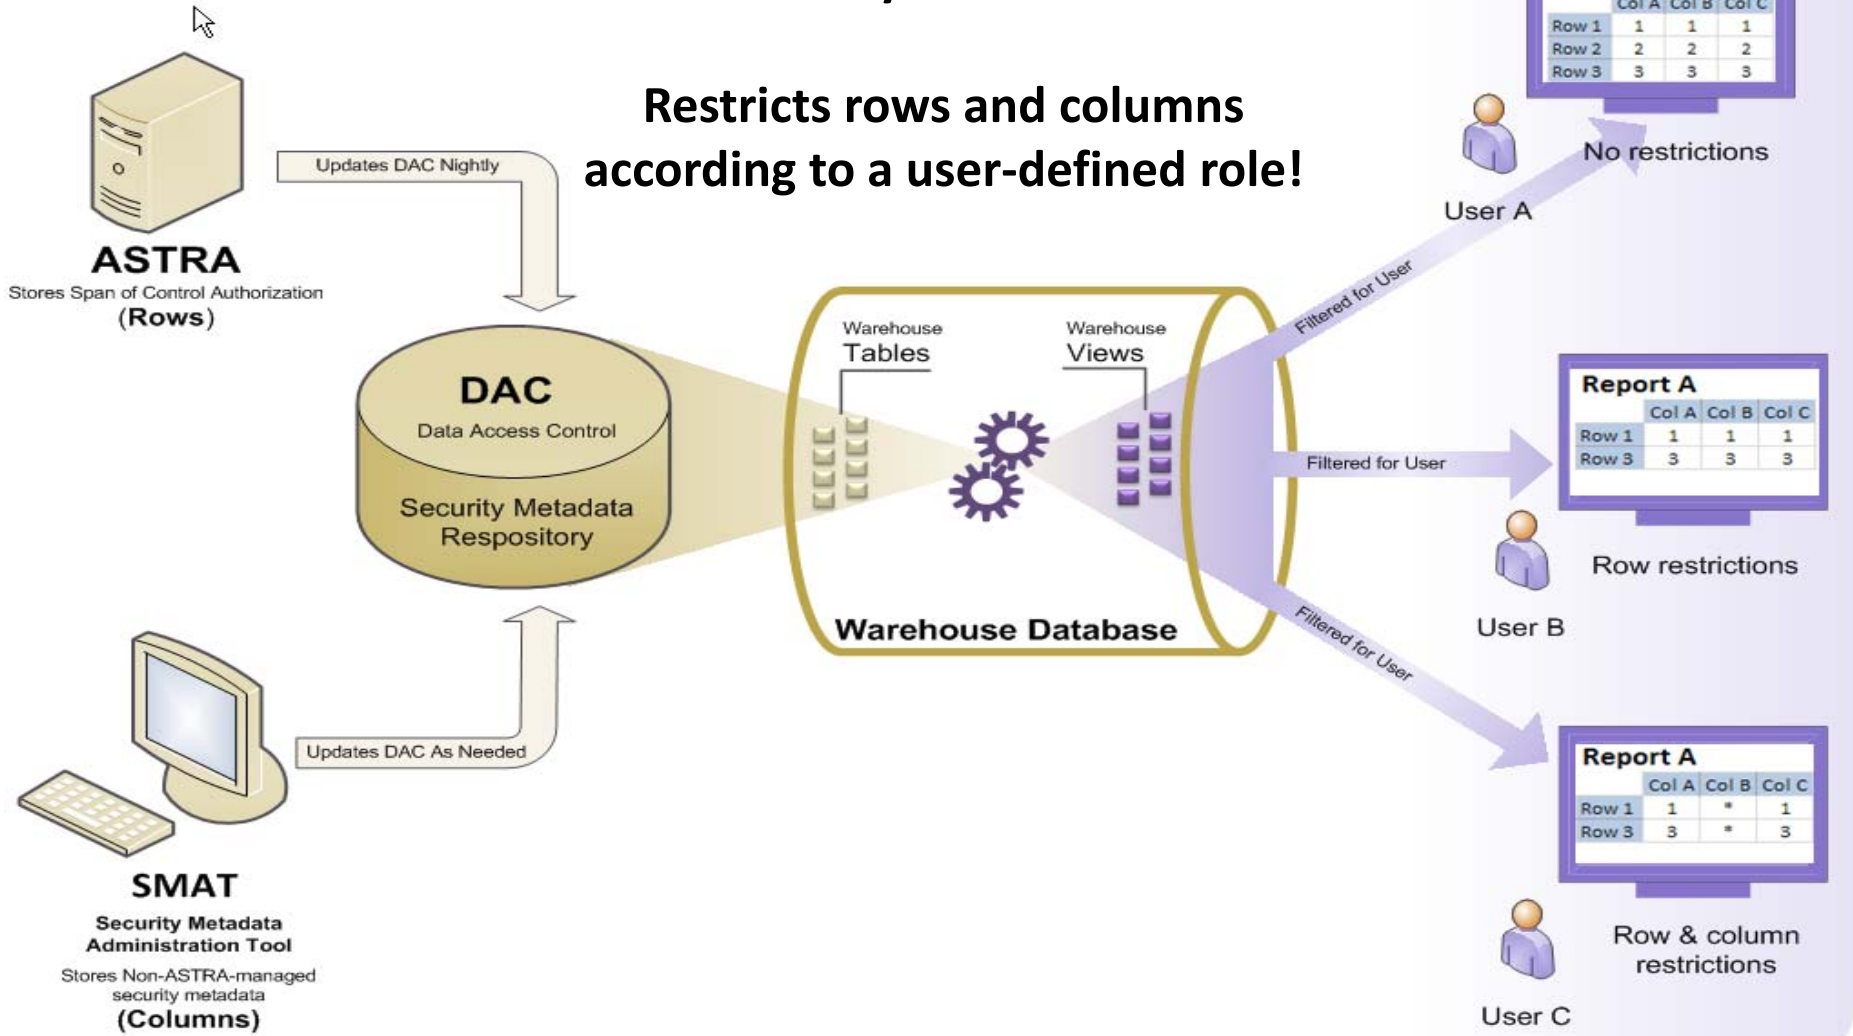 Restricts rows and columns
according to a user-defined role!
Updates DAC Nightly
ASTRA
Stores Span of Control Authorization
(Rows)
DAC
Data Access Control
Security Metadata
Respository
Updates DAC As Needed
SMAT
Security Metadata
Administration Tool
Stores Non-ASTRA-managed
security metadata
(Columns)
Warehouse
Tables
Warehouse
Views
Warehouse Database
Filtered for User
Filtered for User
Filtered for User
Col A Col B Col C
Row 1 1 1 1
Row 2 2 2 2
Row 3 3 3 3
No restrictions
User A
Report A
Col A Col B Col C
Row 1 1 1 1
Row 3 3 3 3
Row restrictions
User B
Report A
Col A Col B Col C
Row 1 1 * 1
Row 3 3 * 3
Row & column
restrictions
User C